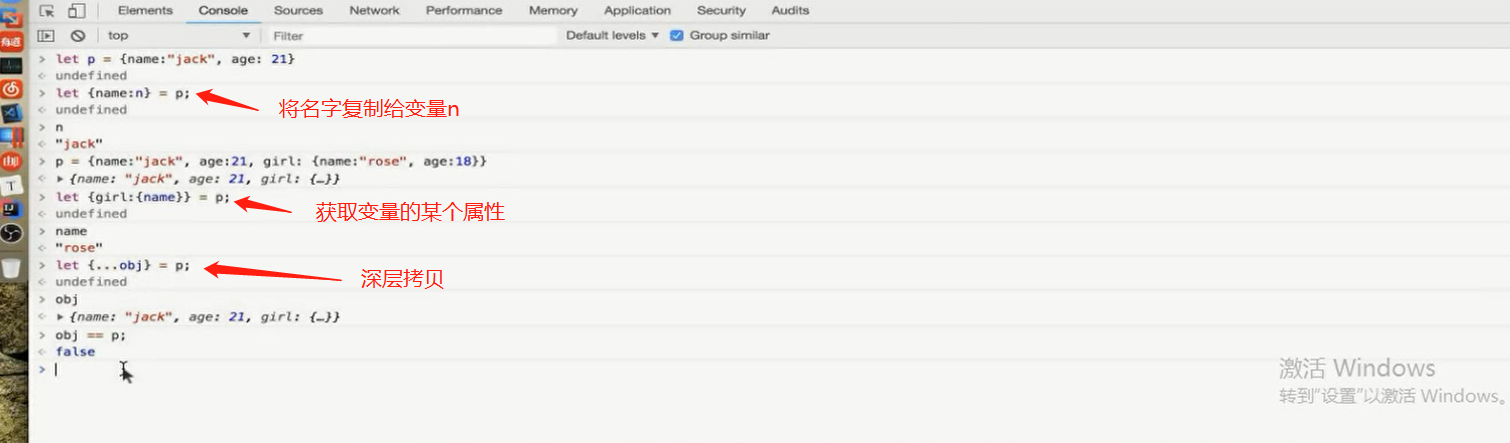 Elements Console Sources Network Performance Memory Application Security Audits
top Filter Default levels ▼ Group similar
> let p = {name:"jack", age: 21}
< undefined
> let {name:n} = p;
将名字复制给变量n
< undefined
> n
< "jack"
> p = {name:"jack", age:21, girl: {name:"rose", age:18}}
< ▶ {name: "jack", age: 21, girl: {…}}
> let {girl:{name}} = p;
获取变量的某个属性
< undefined
> name
< "rose"
> let {...obj} = p;
深层拷贝
< undefined
> obj
< ▶ {name: "jack", age: 21, girl: {…}}
> obj == p;
< false
>
激活 Windows
转到“设置”以激活 Windows。
有道
T